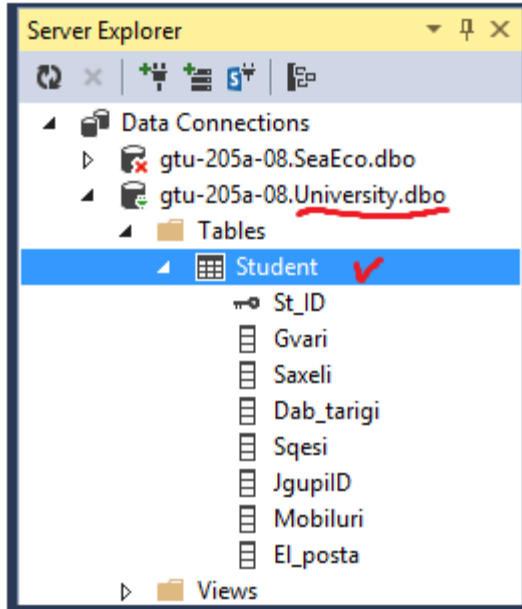 Server Explorer
Data Connections
gtu-205a-08.SeaEco.dbo
gtu-205a-08.University.dbo
Tables
Student
St_ID
Gvari
Saxeli
Dab_tarigi
Sqesi
JgupiID
Mobiluri
El_posta
Views